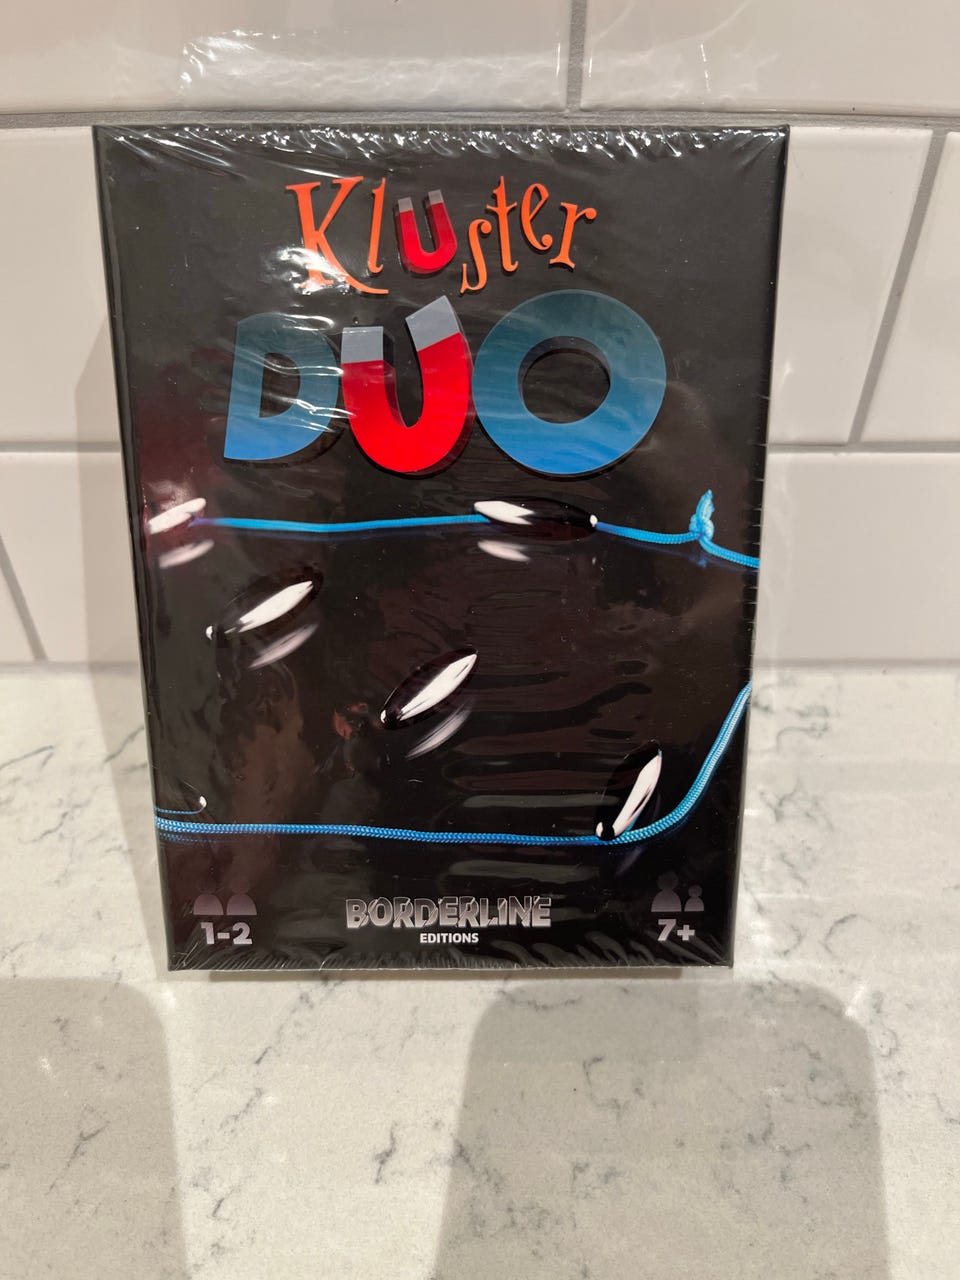 Kluster
DUO
1-2
BORDERLINE
EDITIONS
7+